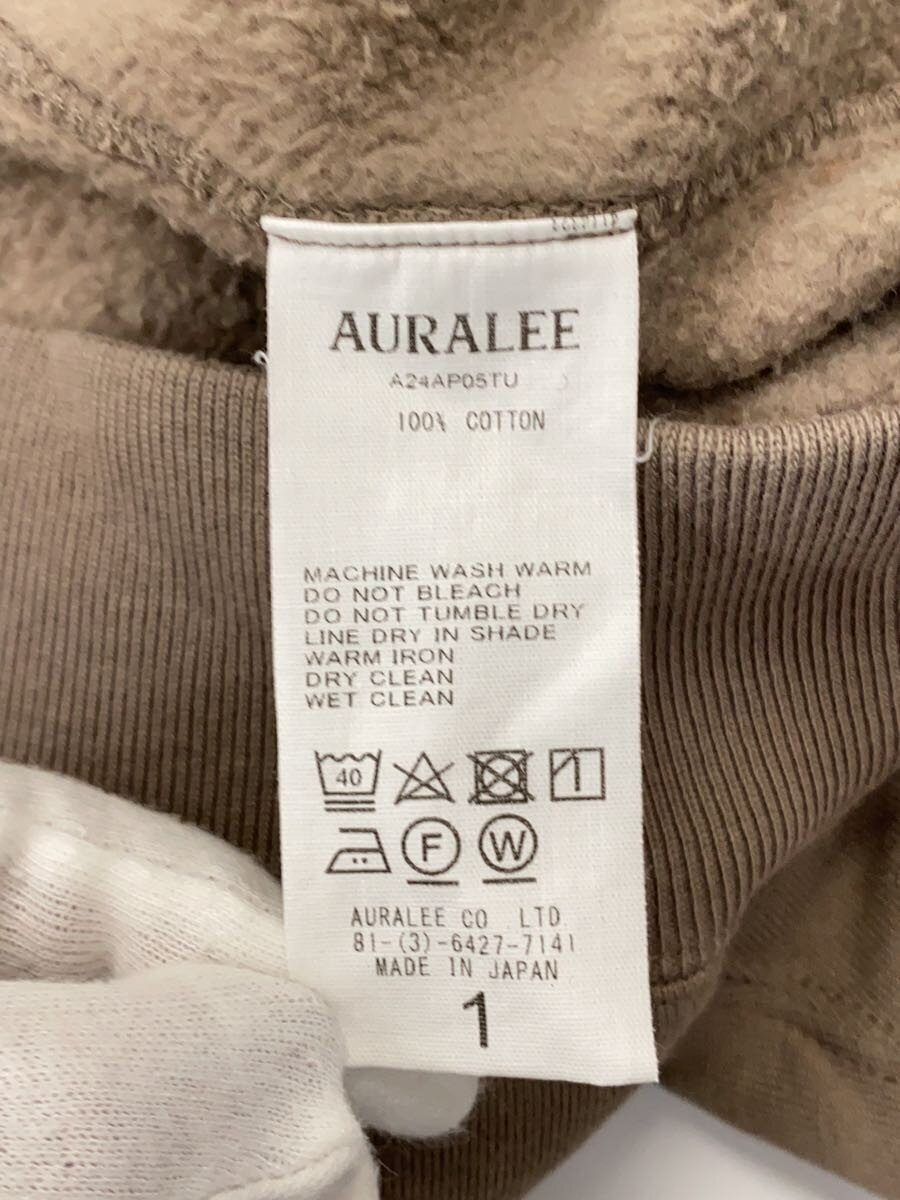 AURALEE
A24AP05TU
100% COTTON
MACHINE WASH WARM
DO NOT BLEACH
DO NOT TUMBLE DRY
LINE DRY IN SHADE
WARM IRON
DRY CLEAN
WET CLEAN
40
F W
AURALEE CO LTD
81-(3)-6427-7141
MADE IN JAPAN
1